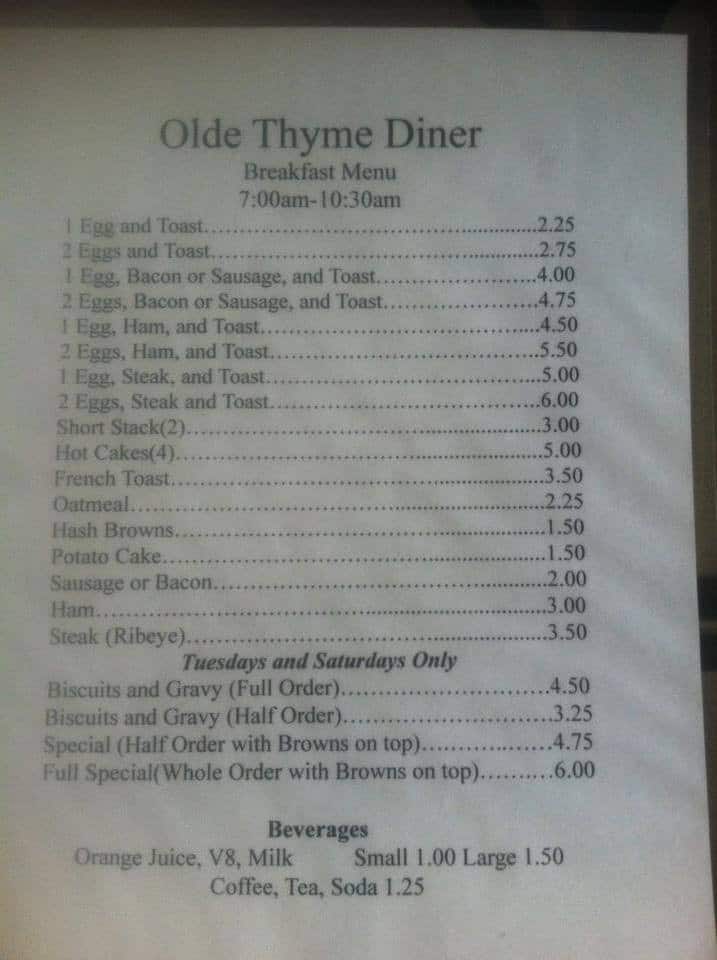 Olde Thyme Diner
Breakfast Menu
7:00am-10:30am
1 Egg and Toast..........2.25
2 Eggs and Toast..........2.75
1 Egg, Bacon or Sausage, and Toast..........4.00
2 Eggs, Bacon or Sausage, and Toast..........4.75
1 Egg, Ham, and Toast..........4.50
2 Eggs, Ham, and Toast..........5.50
1 Egg, Steak, and Toast..........5.00
2 Eggs, Steak and Toast..........6.00
Short Stack(2)..........3.00
Hot Cakes(4)..........5.00
French Toast..........3.50
Oatmeal..........2.25
Hash Browns..........1.50
Potato Cake..........1.50
Sausage or Bacon..........2.00
Ham..........3.00
Steak (Ribeye)..........3.50
Tuesdays and Saturdays Only
Biscuits and Gravy (Full Order)..........4.50
Biscuits and Gravy (Half Order)..........3.25
Special (Half Order with Browns on top)..........4.75
Full Special(Whole Order with Browns on top)..........6.00
Beverages
Orange Juice, V8, Milk Small 1.00 Large 1.50
Coffee, Tea, Soda 1.25